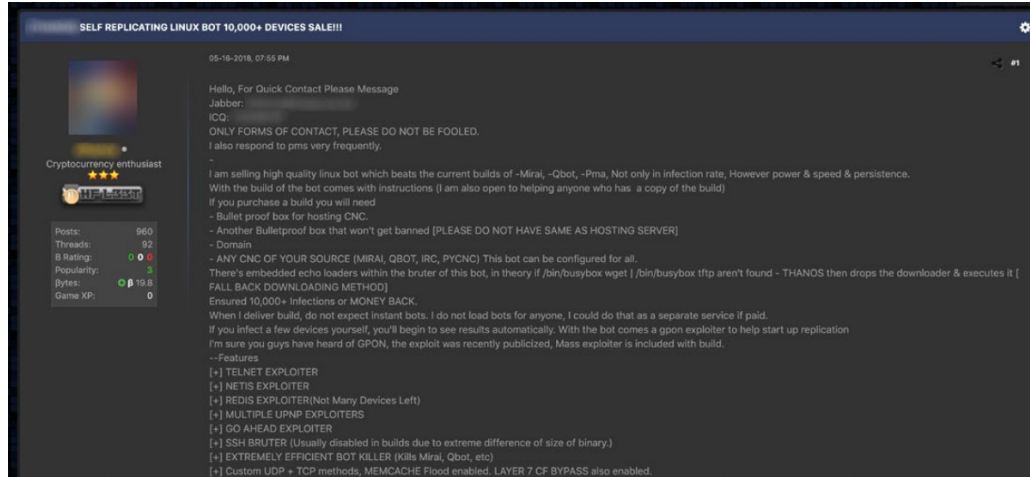 SELF REPLICATING LINUX BOT 10,000+ DEVICES SALE!!!
05-16-2018, 07:55 PM
#1
Hello, For Quick Contact Please Message
Jabber:
ICQ:
ONLY FORMS OF CONTACT, PLEASE DO NOT BE FOOLED.
I also respond to pms very frequently.
-
I am selling high quality linux bot which beats the current builds of -Mirai, -Qbot, -Pma, Not only in infection rate, However power & speed & persistence.
With the build of the bot comes with instructions (I am also open to helping anyone who has a copy of the build)
If you purchase a build you will need
- Bullet proof box for hosting CNC.
- Another Bulletproof box that won't get banned [PLEASE DO NOT HAVE SAME AS HOSTING SERVER]
- Domain
- ANY CNC OF YOUR SOURCE (MIRAI, QBOT, IRC, PYCNC) This bot can be configured for all.
There's embedded echo loaders within the bruter of this bot, in theory if /bin/busybox wget | /bin/busybox tftp aren't found - THANOS then drops the downloader & executes it [
FALL BACK DOWNLOADING METHOD]
Ensured 10,000+ Infections or MONEY BACK.
When I deliver build, do not expect instant bots. I do not load bots for anyone, I could do that as a separate service if paid.
If you infect a few devices yourself, you'll begin to see results automatically. With the bot comes a gpon exploiter to help start up replication
I'm sure you guys have heard of GPON, the exploit was recently publicized, Mass exploiter is included with build.
--Features
[+] TELNET EXPLOITER
[+] NETIS EXPLOITER
[+] REDIS EXPLOITER(Not Many Devices Left)
[+] MULTIPLE UPNP EXPLOITERS
[+] GO AHEAD EXPLOITER
[+] SSH BRUTER (Usually disabled in builds due to extreme difference of size of binary.)
[+] EXTREMELY EFFICIENT BOT KILLER (Kills Mirai, Qbot, etc)
[+] Custom UDP + TCP methods, MEMCACHE Flood enabled. LAYER 7 CF BYPASS also enabled.
Cryptocurrency enthusiast
Posts: 960
Threads: 92
B Rating: 0 0 0
Popularity: 3
βytes: β 19.8
Game XP: 0